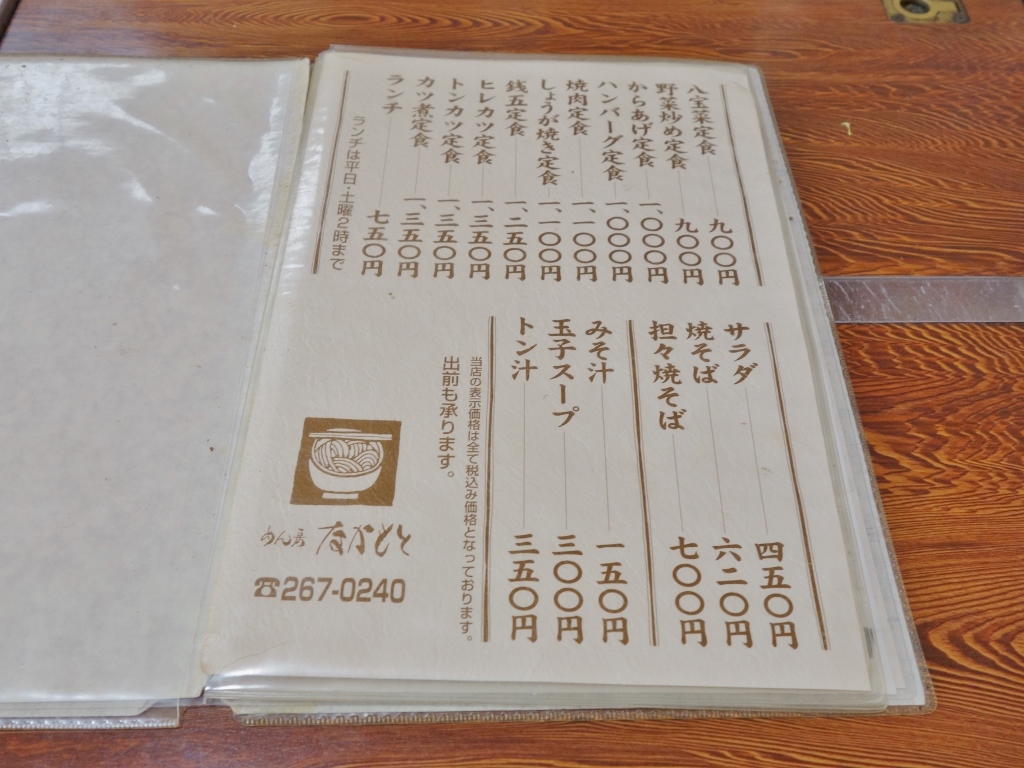 八宝菜定食 九〇〇円
野菜炒め定食 九〇〇円
からあげ定食 一、〇〇〇円
ハンバーグ定食 一、〇〇〇円
焼肉定食 一、一〇〇円
しょうが焼き定食 一、一〇〇円
銭五定食 一、二五〇円
ヒレカツ定食 一、三五〇円
トンカツ定食 一、三五〇円
カツ煮定食 一、三五〇円
ランチ 七五〇円
ランチは平日・土曜2時まで
サラダ 四五〇円
焼そば 六二〇円
担々焼そば 七〇〇円
みそ汁 一五〇円
玉子スープ 三〇〇円
トン汁 三五〇円
当店の表示価格は全て税込み価格となっております。
出前も承ります。
めん房 なかもと
☎267-0240